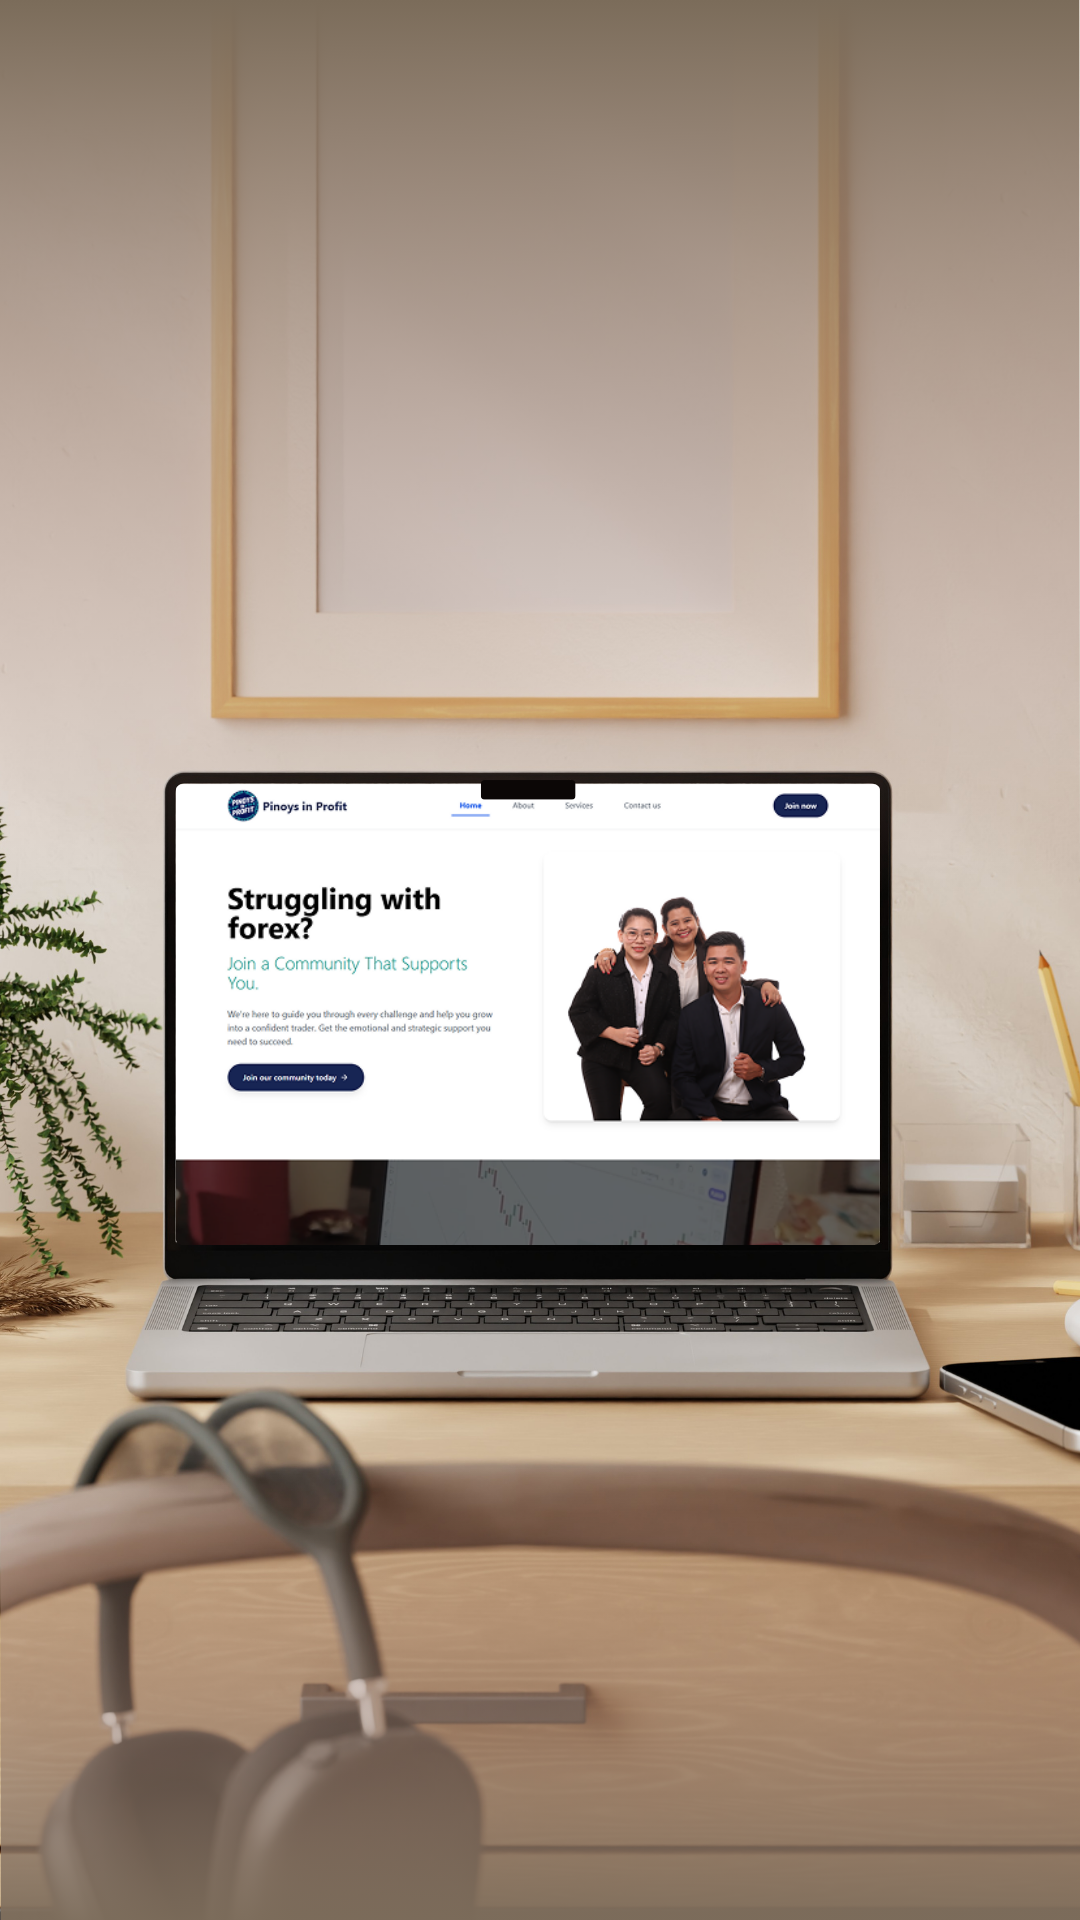 PINOYS
IN
PROFIT
Pinoys in Profit
Home
About
Services
Contact us
Join now
Struggling with
forex?
Join a Community That Supports
You.
We're here to guide you through every challenge and help you grow
into a confident trader. Get the emotional and strategic support you
need to succeed.
Join our community today →